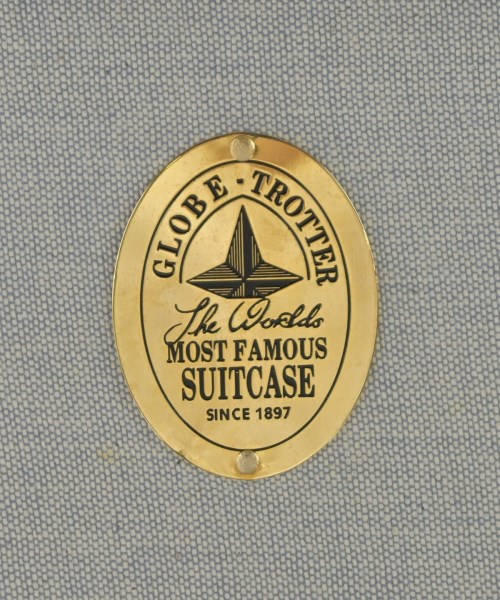 GLOBE-TROTTER
The Worlds
MOST FAMOUS
SUITCASE
SINCE 1897